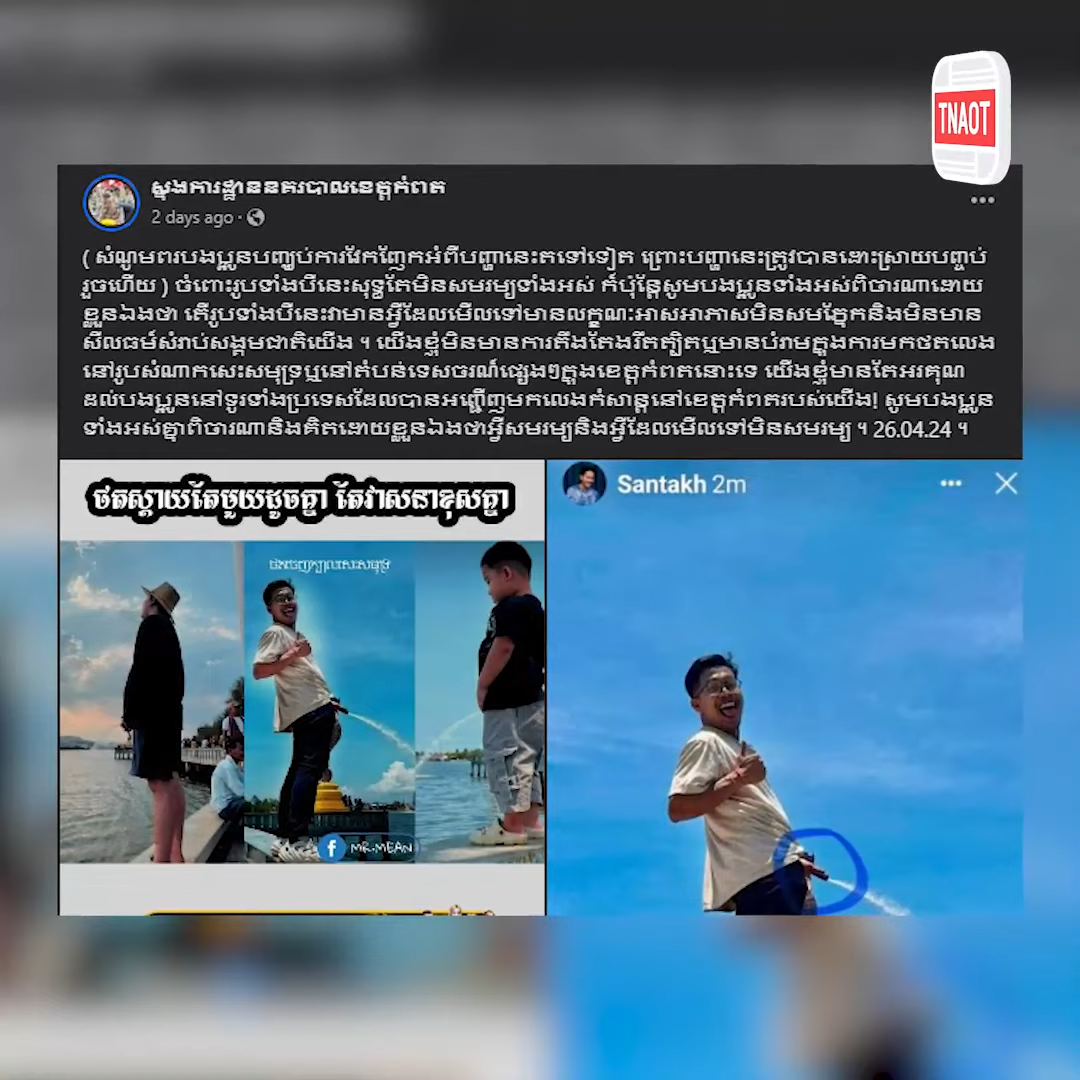 TNAOT
ស្នងការដ្ឋាននគរបាលខេត្តកំពត
2 days ago
( សំណូមពរបងប្អូនបញ្ឈប់ការវែកញែកអំពីបញ្ហានេះតទៅទៀត ព្រោះបញ្ហានេះត្រូវបានដោះស្រាយបញ្ចប់
រួចហើយ ) ចំពោះរូបទាំងបីនេះសុទ្ធតែមិនសមរម្យទាំងអស់ ក៏ប៉ុន្តែសូមបងប្អូនទាំងអស់ពិចារណាដោយ
ខ្លួនឯងថា តើរូបទាំងបីនេះវាមានអ្វីដែលមើលទៅមានលក្ខណៈអាសអាភាសមិនសមភ្នែកនិងមិនមាន
សីលធម៍សំរាប់សង្គមជាតិយើង ។ យើងខ្ញុំមិនមានការតឹងតែងរឹតត្បិតឬមានបំរាមក្នុងការមកថតលេង
នៅរូបសំណាកសេះសមុទ្រឬនៅតំបន់ទេសចរណ៍ផ្សេងៗក្នុងខេត្តកំពតនោះទេ យើងខ្ញុំមានតែអរគុណ
ដល់បងប្អូននៅទូរទាំងប្រទេសដែលបានអញ្ជើញមកលេងកំសាន្តនៅខេត្តកំពតរបស់យើង! សូមបងប្អូន
ទាំងអស់គ្នាពិចារណានិងគិតដោយខ្លួនឯងថាអ្វីសមរម្យនិងអ្វីដែលមើលទៅមិនសមរម្យ ។ 26.04.24 ។
ថតស្តាយតែមួយដូចគ្នា តែវាសនាខុសគ្នា
Santakh 2m
MR.MEAN